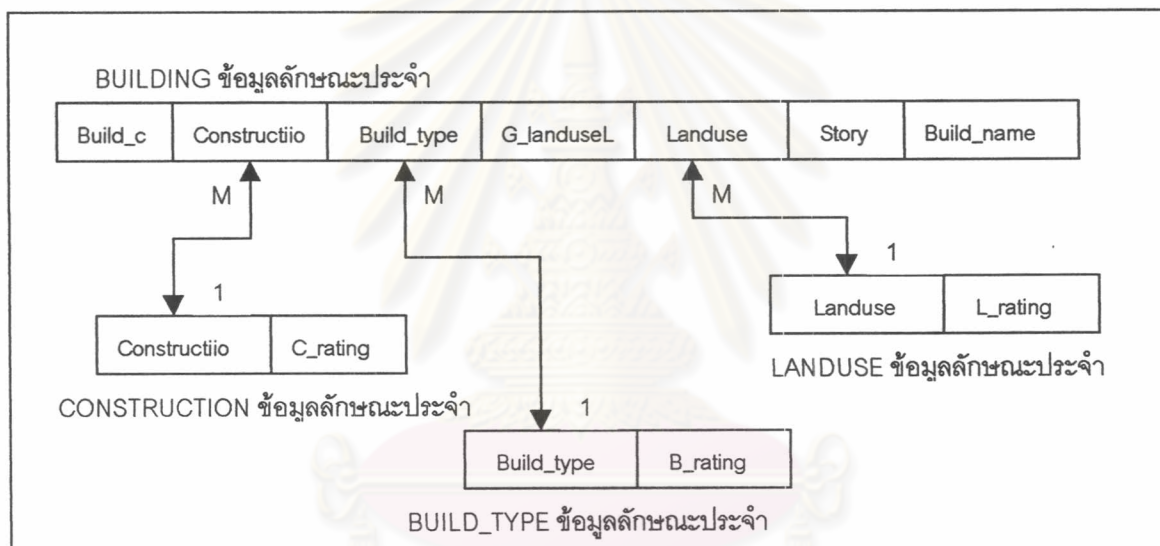 BUILDING ข้อมูลลักษณะประจำ
Build_c Constructiio Build_type G_landuseL Landuse Story Build_name
M M M
1
Landuse L_rating
LANDUSE ข้อมูลลักษณะประจำ
1
Constructiio C_rating
CONSTRUCTION ข้อมูลลักษณะประจำ
1
Build_type B_rating
BUILD_TYPE ข้อมูลลักษณะประจำ